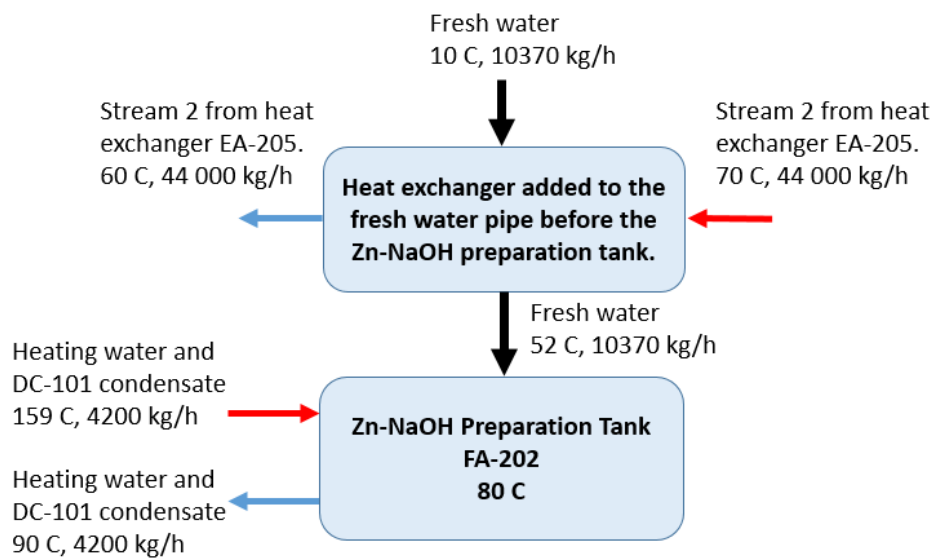 Fresh water
10 C, 10370 kg/h
Stream 2 from heat
exchanger EA-205.
60 C, 44 000 kg/h
Heat exchanger added to the
fresh water pipe before the
Zn-NaOH preparation tank.
Stream 2 from heat
exchanger EA-205.
70 C, 44 000 kg/h
Fresh water
52 C, 10370 kg/h
Heating water and
DC-101 condensate
159 C, 4200 kg/h
Zn-NaOH Preparation Tank
FA-202
80 C
Heating water and
DC-101 condensate
90 C, 4200 kg/h